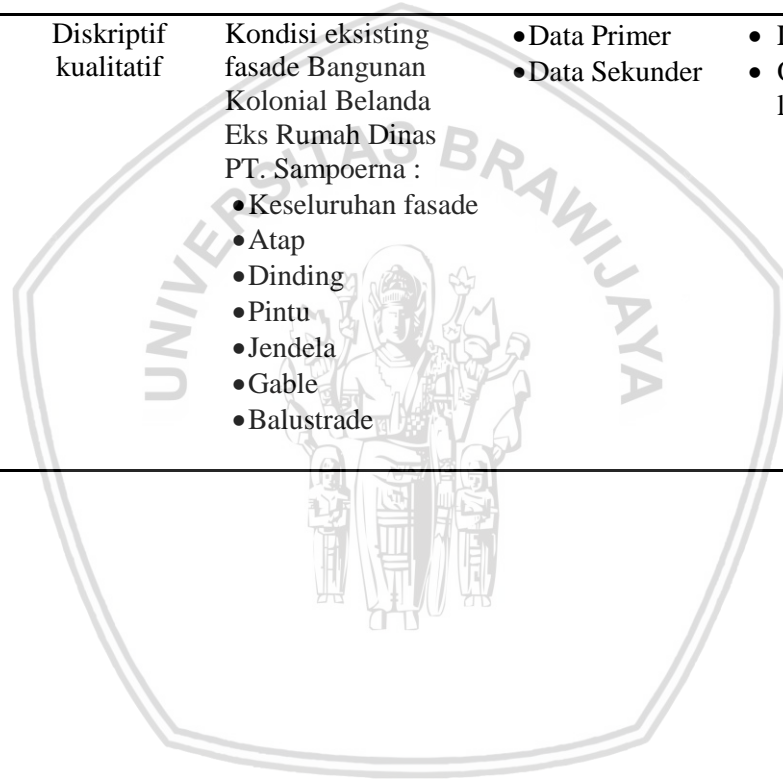 Diskriptif
kualitatif
Kondisi eksisting
fasade Bangunan
Kolonial Belanda
Eks Rumah Dinas
PT. Sampoerna :
•Keseluruhan fasade
•Atap
•Dinding
•Pintu
•Jendela
•Gable
•Balustrade
•Data Primer
•Data Sekunder
UNIVERSITAS BRAWIJAYA